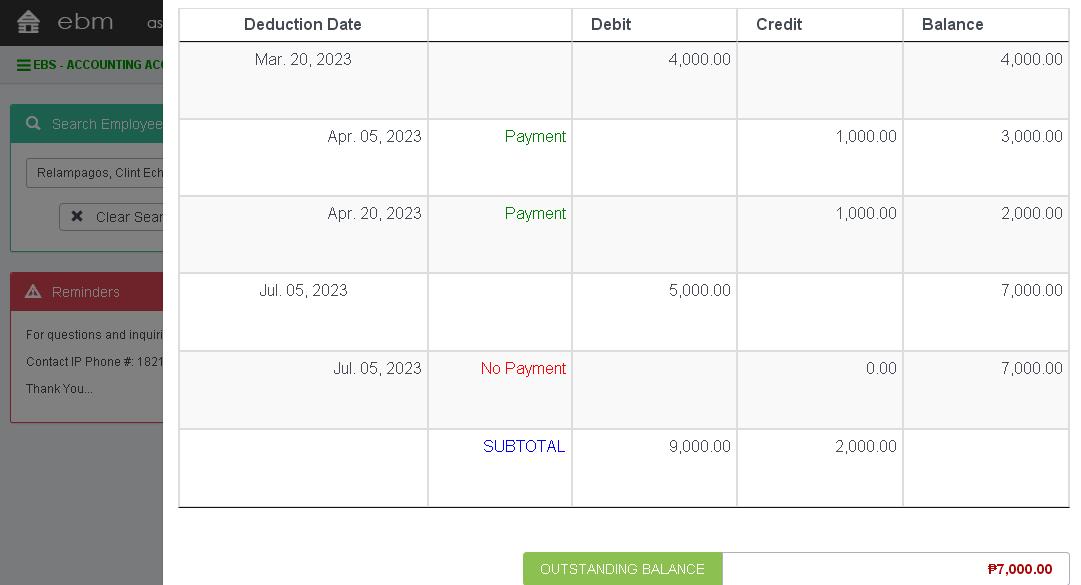 ebm as
EBS - ACCOUNTING ACC
Search Employee
Relampagos, Clint Ech
Clear Sear
Reminders
For questions and inquiri
Contact IP Phone #: 1821
Thank You...
Deduction Date Debit Credit Balance
Mar. 20, 2023 4,000.00 4,000.00
Apr. 05, 2023 Payment 1,000.00 3,000.00
Apr. 20, 2023 Payment 1,000.00 2,000.00
Jul. 05, 2023 5,000.00 7,000.00
Jul. 05, 2023 No Payment 0.00 7,000.00
SUBTOTAL 9,000.00 2,000.00
OUTSTANDING BALANCE ₱7,000.00